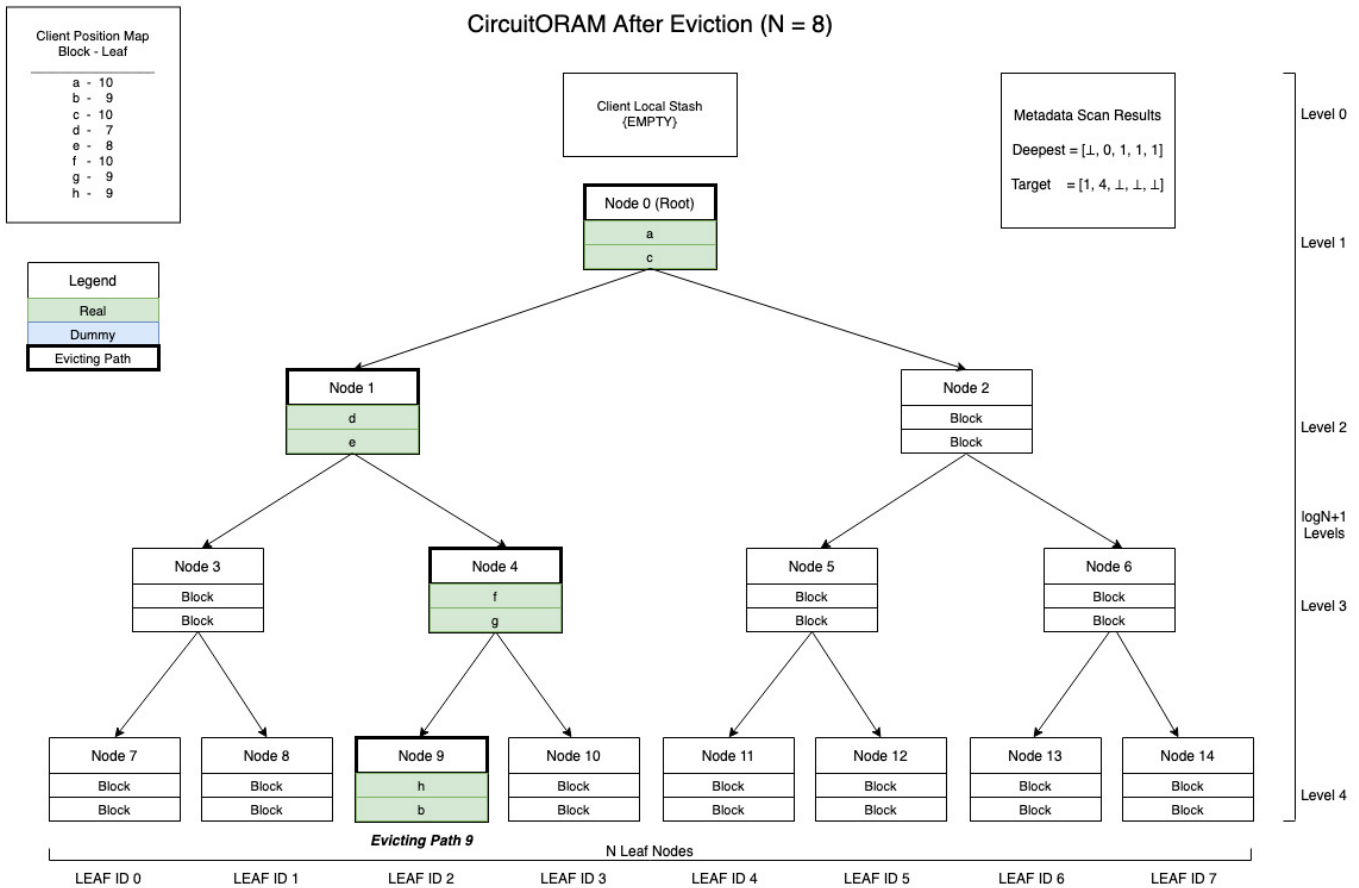 CircuitORAM After Eviction (N = 8)
Client Position Map
Block - Leaf
a - 10
b - 9
c - 10
d - 7
e - 8
f - 10
g - 9
h - 9
Client Local Stash
{EMPTY}
Metadata Scan Results
Deepest = [⊥, 0, 1, 1, 1]
Target = [1, 4, ⊥, ⊥, ⊥]
Level 0
Legend
Real
Dummy
Evicting Path
Node 0 (Root)
a
c
Level 1
Node 1
d
e
Node 2
Block
Block
Level 2
logN+1
Levels
Node 3
Block
Block
Node 4
f
g
Node 5
Block
Block
Node 6
Block
Block
Level 3
Node 7
Block
Block
Node 8
Block
Block
Node 9
h
b
Node 10
Block
Block
Node 11
Block
Block
Node 12
Block
Block
Node 13
Block
Block
Node 14
Block
Block
Level 4
Evicting Path 9
N Leaf Nodes
LEAF ID 0
LEAF ID 1
LEAF ID 2
LEAF ID 3
LEAF ID 4
LEAF ID 5
LEAF ID 6
LEAF ID 7